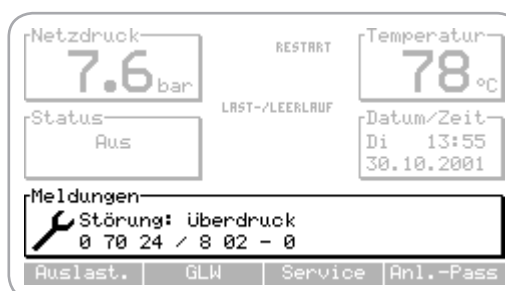 Netzdruck
7.6 bar
RESTART
Temperatur
78 °C
LAST-/LEERLAUF
Status
Aus
Datum/Zeit
Di 13:55
30.10.2001
Meldungen
Störung: überdruck
0 70 24 / 8 02 - 0
Auslast. GLW Service Anl.-Pass